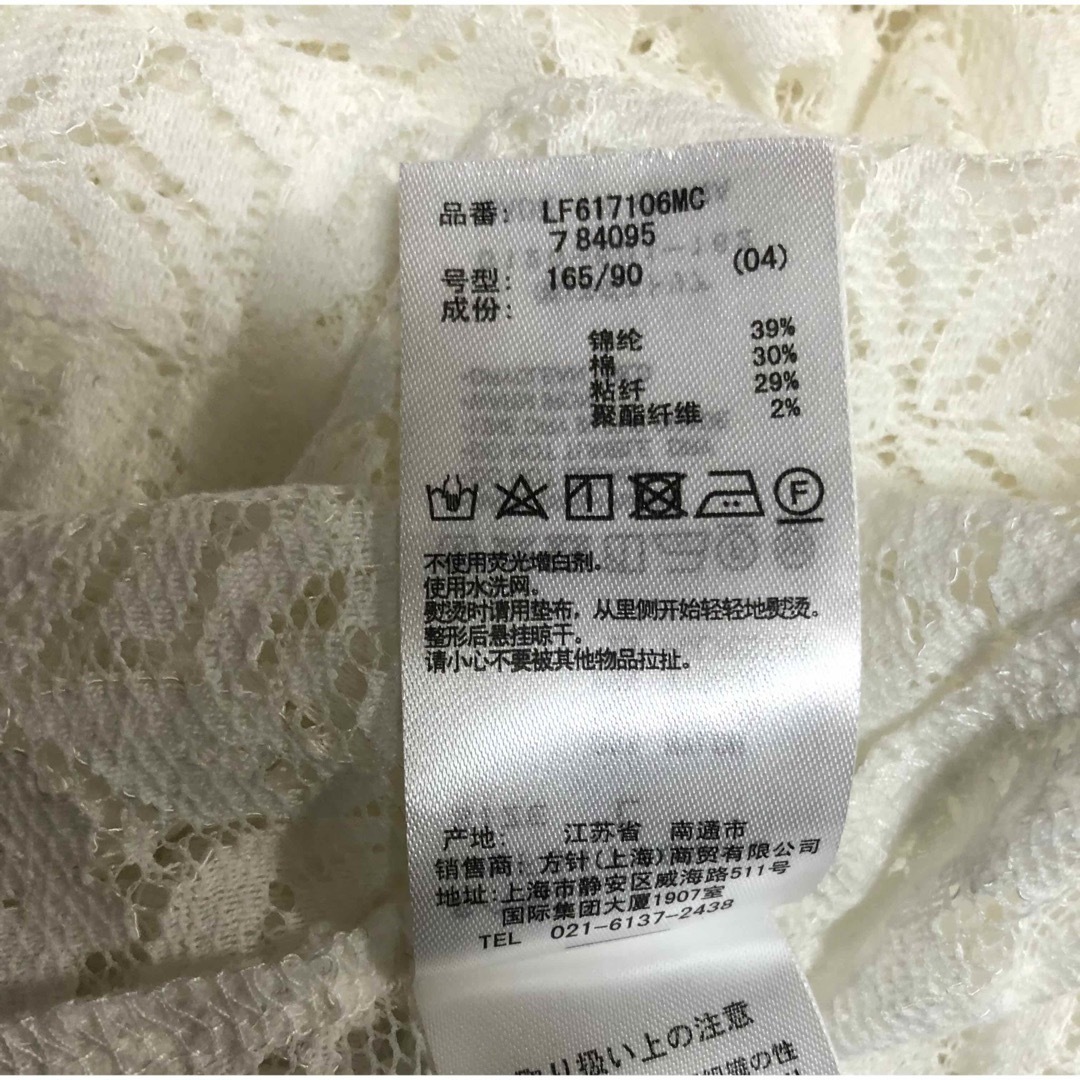 品番: LF617106MC
784095
号型: 165/90 (04)
成份:
锦纶 39%
棉 30%
粘纤 29%
聚酯纤维 2%
F
不使用荧光增白剂。
使用水洗网。
熨烫时请用垫布，从里侧开始轻轻地熨烫。
整形后悬挂晾干。
请小心不要被其他物品拉扯。
产地: 江苏省 南通市
销售商: 方针(上海)商贸有限公司
地址:上海市静安区威海路511号
国际集团大厦1907室
TEL 021-6137-2438
取り扱い上の注意
の性